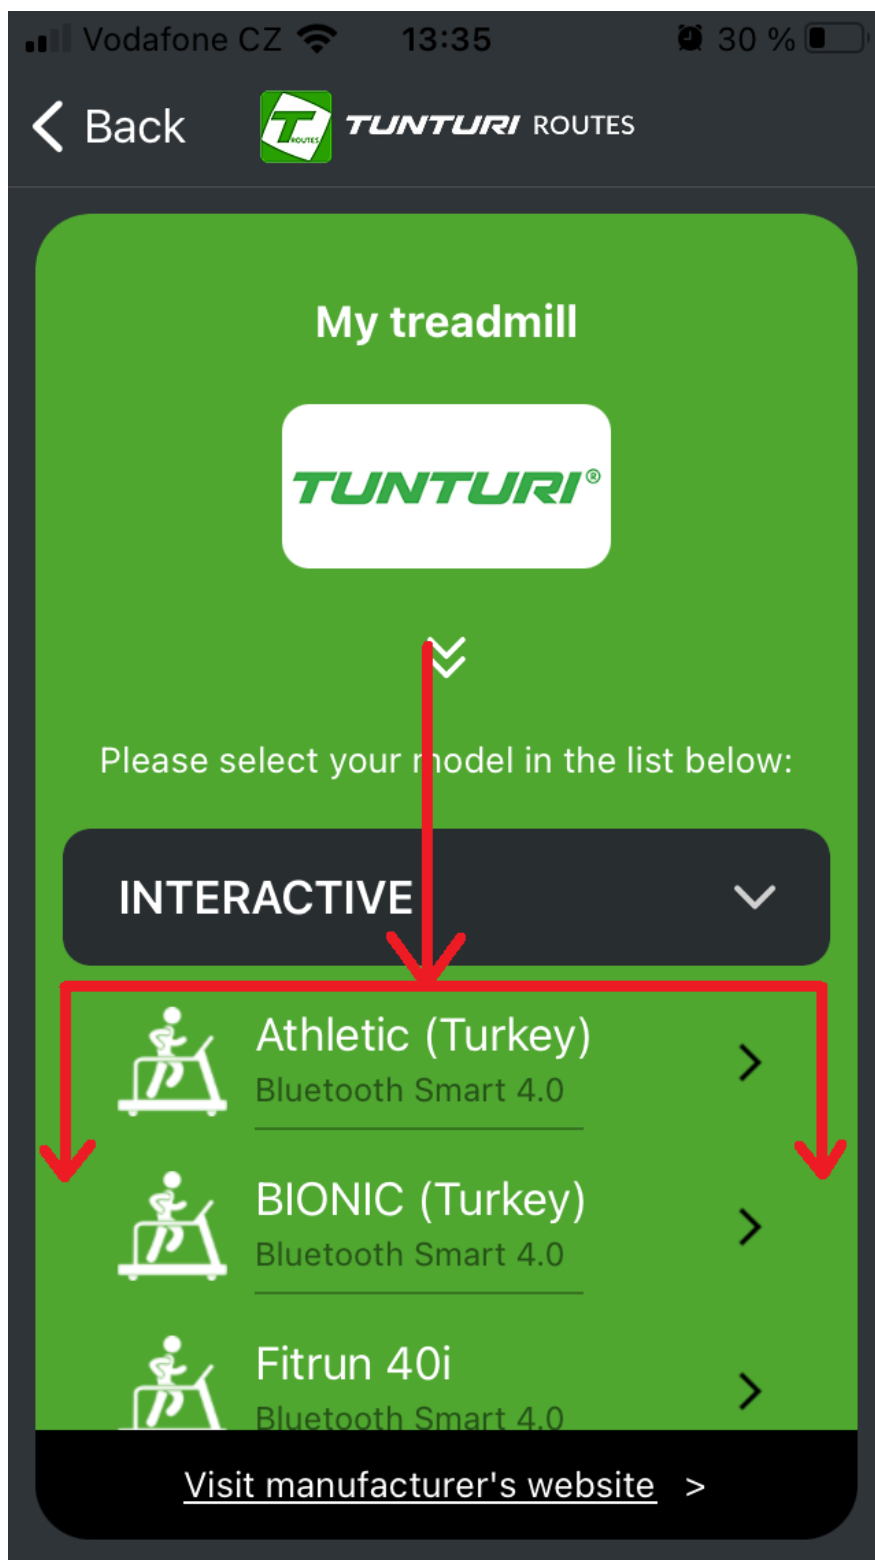 Vodafone CZ 13:35 30 %
Back T ROUTES TUNTURI ROUTES
My treadmill
TUNTURI®
Please select your model in the list below:
INTERACTIVE
Athletic (Turkey)
Bluetooth Smart 4.0
BIONIC (Turkey)
Bluetooth Smart 4.0
Fitrun 40i
Bluetooth Smart 4.0
Visit manufacturer's website >